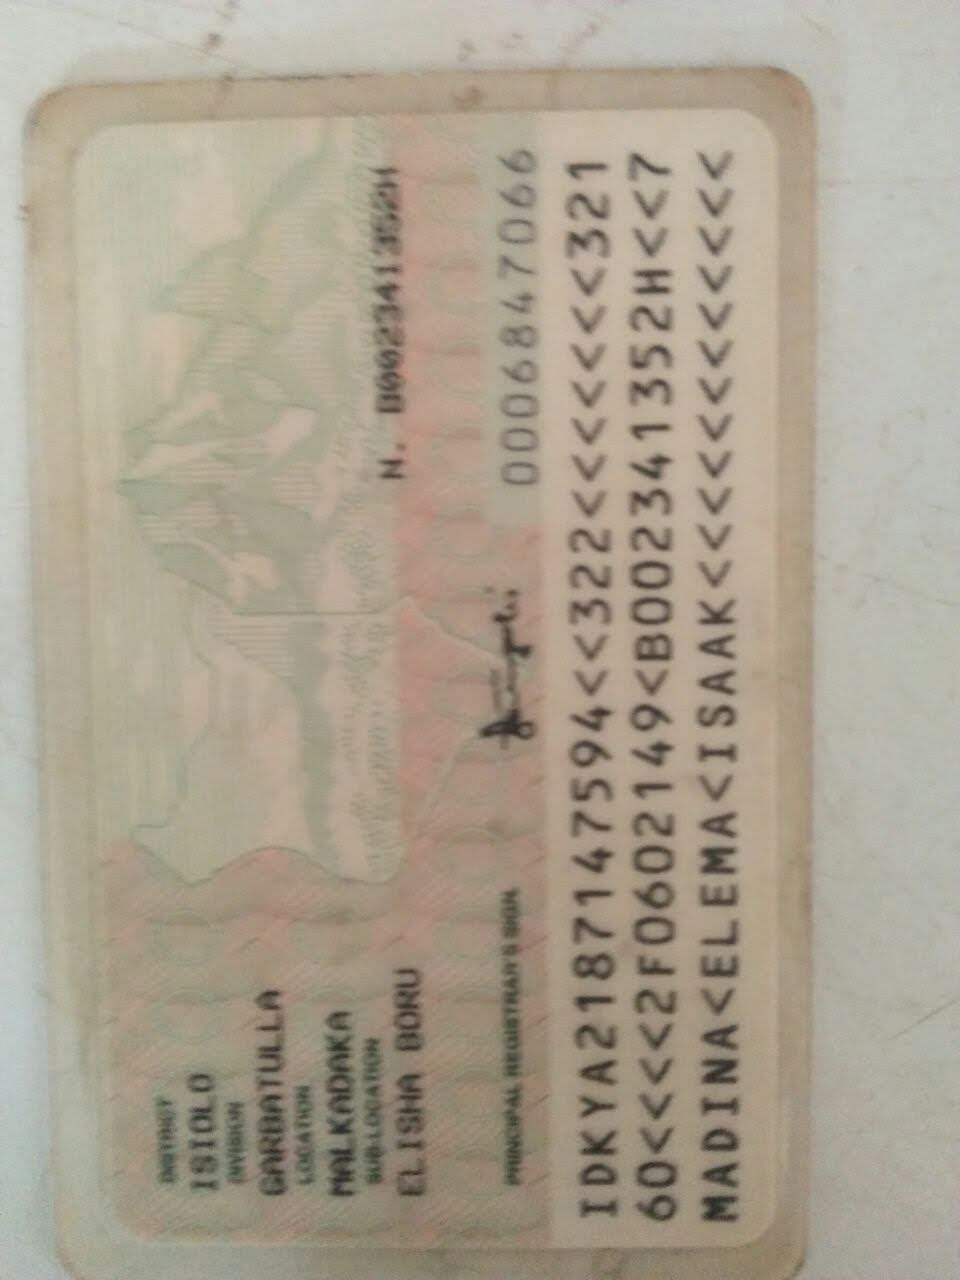 DISTRICT
ISIOLO
DIVISION
GARBATULLA
LOCATION
MALKADAKA
SUB-LOCATION
ELISHA BORU
N. B002341352H
PRINCIPAL REGISTRAR'S SIGN.
0006847066
IDKYA2187147594<<322<<<<<<<<<321
60<<<2F0602149<B002341352H<<7
MADINA<ELEMA<ISAAK<<<<<<<<<<<<